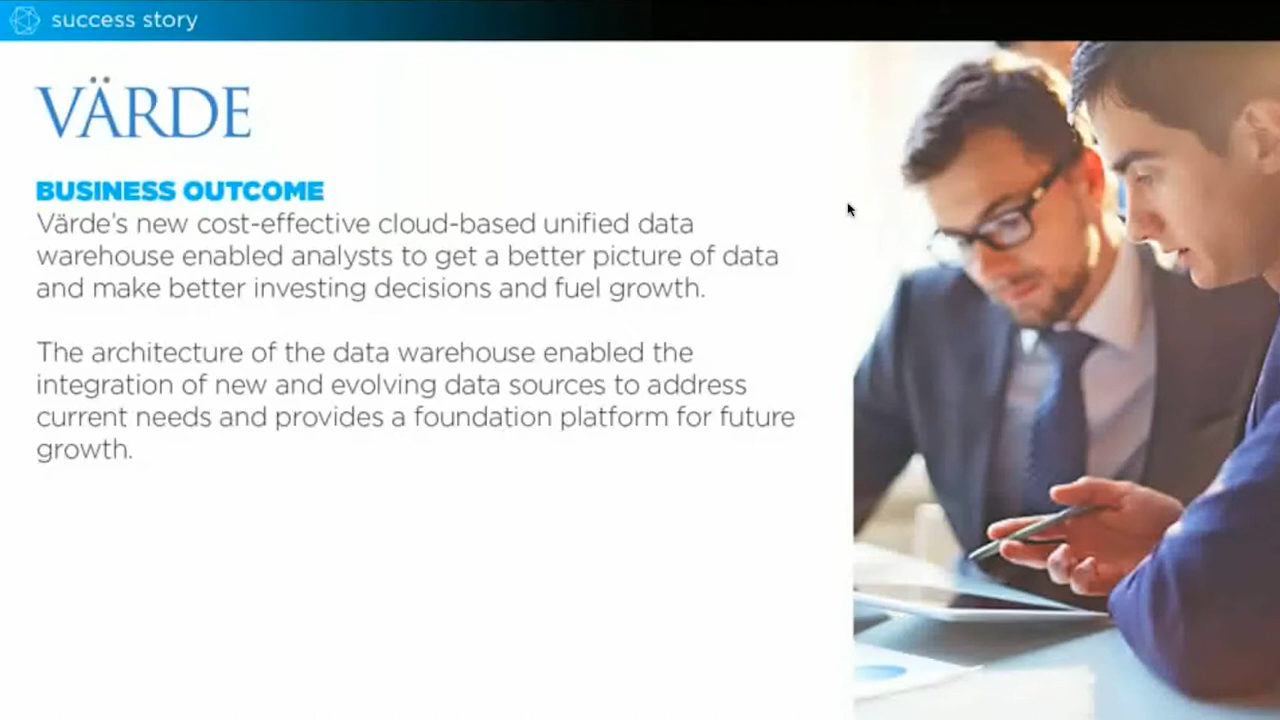 success story
VÄRDE
BUSINESS OUTCOME
Värde's new cost-effective cloud-based unified data
warehouse enabled analysts to get a better picture of data
and make better investing decisions and fuel growth.
The architecture of the data warehouse enabled the
integration of new and evolving data sources to address
current needs and provides a foundation platform for future
growth.